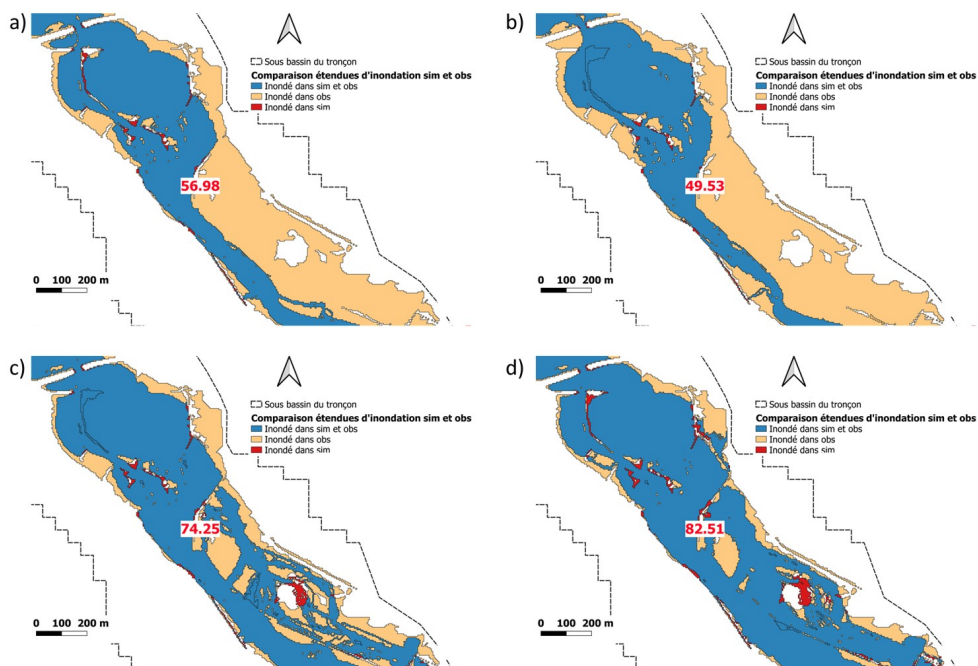 a)
Sous bassin du tronçon
Comparaison étendues d'inondation sim et obs
Inondé dans sim et obs
Inondé dans obs
Inondé dans sim
56.98
0 100 200 m
b)
Sous bassin du tronçon
Comparaison étendues d'inondation sim et obs
Inondé dans sim et obs
Inondé dans obs
Inondé dans sim
49.53
0 100 200 m
c)
Sous bassin du tronçon
Comparaison étendues d'inondation sim et obs
Inondé dans sim et obs
Inondé dans obs
Inondé dans sim
74.25
0 100 200 m
d)
Sous bassin du tronçon
Comparaison étendues d'inondation sim et obs
Inondé dans sim et obs
Inondé dans obs
Inondé dans sim
82.51
0 100 200 m